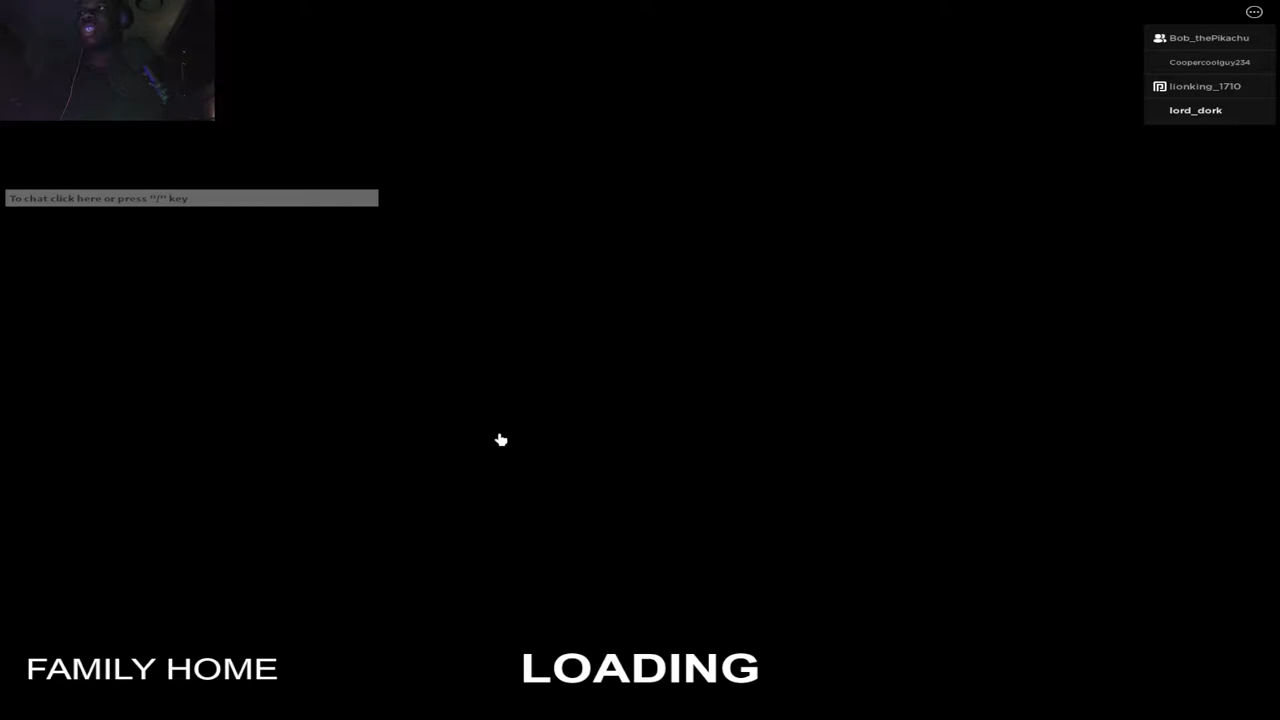 Bob_thePikachu
Coopercoolguy234
lionking_1710
lord_dork
To chat click here or press "/" key
FAMILY HOME
LOADING